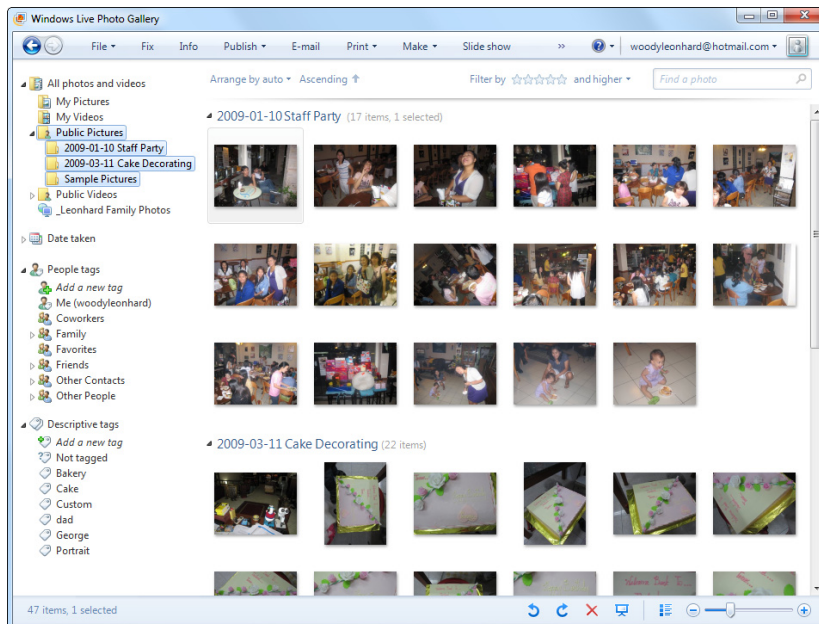 Windows Live Photo Gallery
File Fix Info Publish E-mail Print Make Slide show » ? woodyleonhard@hotmail.com
Arrange by auto Ascending Filter by and higher Find a photo
All photos and videos
My Pictures
My Videos
Public Pictures
2009-01-10 Staff Party
2009-03-11 Cake Decorating
Sample Pictures
Public Videos
_Leonhard Family Photos
Date taken
People tags
Add a new tag
Me (woodyleonhard)
Coworkers
Family
Favorites
Friends
Other Contacts
Other People
Descriptive tags
Add a new tag
Not tagged
Bakery
Cake
Custom
dad
George
Portrait
2009-01-10 Staff Party (17 items, 1 selected)
2009-03-11 Cake Decorating (22 items)
47 items, 1 selected